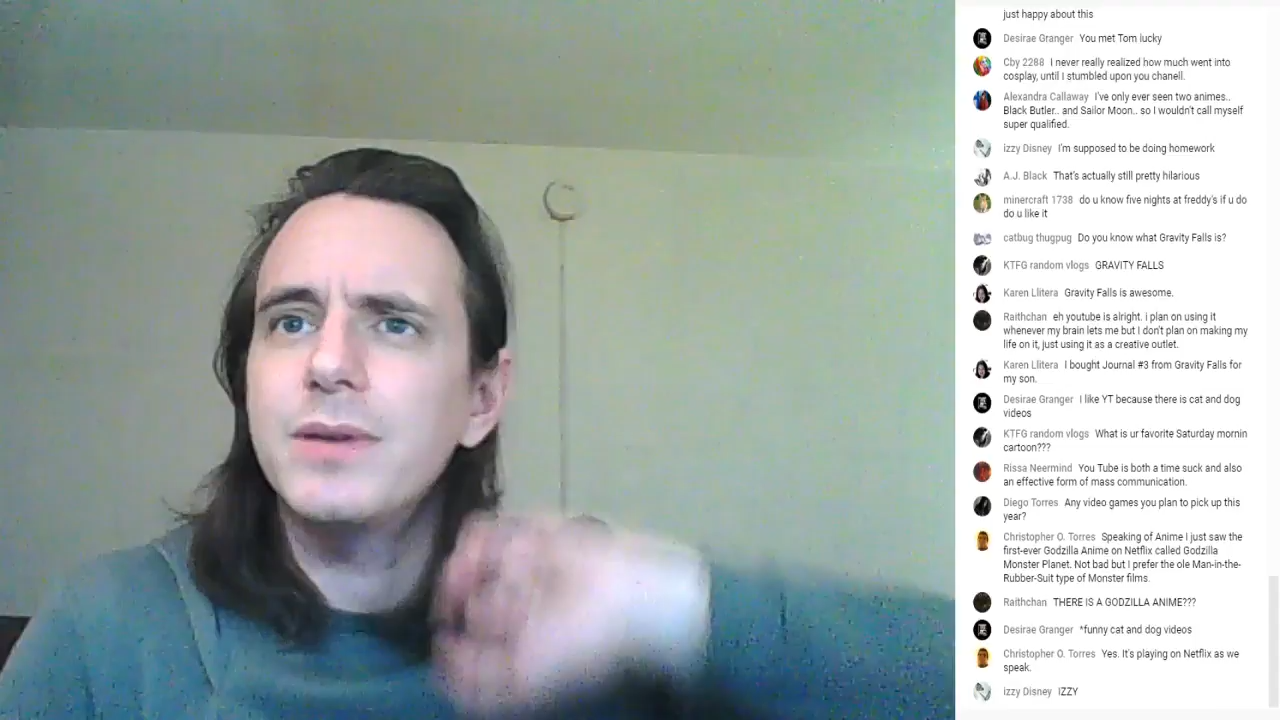 just happy about this
Desirae Granger You met Tom iucky
Cby 2288 I never really realized how much went into
cosplay, until I stumbled upon you chanell.
Alexandra Callaway I've only ever seen two animes..
Black Butler.. and Sailor Moon.. so I wouldn't call myself
super qualified.
izzy Disney I'm supposed to be doing homework
A.J. Black That's actually still pretty hilarious
minercraft 1738 do u know five nights at freddy's if u do
do u like it
catbug thugpug Do you know what Gravity Falls is?
KTFG random vlogs GRAVITY FALLS
Karen Llitera Gravity Falls is awesome.
Raithchan eh youtube is alright. i plan on using it
whenever my brain lets me but I don't plan on making my
life on it, just using it as a creative outlet.
Karen Llitera I bought Journal #3 from Gravity Falls for
my son.
Desirae Granger I like YT because there is cat and dog
videos
KTFG random vlogs What is ur favorite Saturday mornin
cartoon???
Rissa Neermind You Tube is both a time suck and also
an effective form of mass communication.
Diego Torres Any video games you plan to pick up this
year?
Christopher O. Torres Speaking of Anime I just saw the
first-ever Godzilla Anime on Netflix called Godzilla
Monster Planet. Not bad but I prefer the ole Man-in-the-
Rubber-Suit type of Monster films.
Raithchan THERE IS A GODZILLA ANIME???
Desirae Granger *funny cat and dog videos
Christopher O. Torres Yes. It's playing on Netflix as we
speak.
izzy Disney IZZY